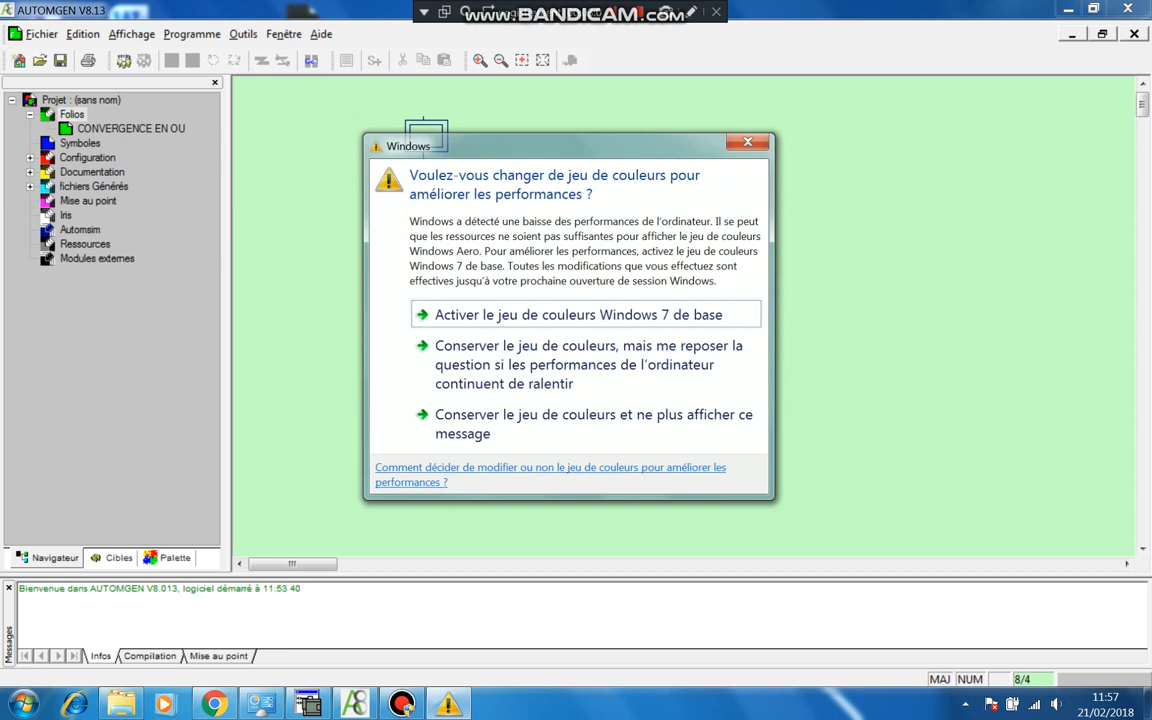 AUTOMGEN V8.13
www.BANDICAM.com
Fichier Edition Affichage Programme Outils Fenêtre Aide
Projet : (sans nom)
Folios
CONVERGENCE EN OU
Symboles
Configuration
Documentation
fichiers Générés
Mise au point
Iris
Automsim
Ressources
Modules externes
Navigateur Cibles Palette
Windows
Voulez-vous changer de jeu de couleurs pour
améliorer les performances ?
Windows a détecté une baisse des performances de l'ordinateur. Il se peut
que les ressources ne soient pas suffisantes pour afficher le jeu de couleurs
Windows Aero. Pour améliorer les performances, activez le jeu de couleurs
Windows 7 de base. Toutes les modifications que vous effectuez sont
effectives jusqu'à votre prochaine ouverture de session Windows.
Activer le jeu de couleurs Windows 7 de base
Conserver le jeu de couleurs, mais me reposer la
question si les performances de l'ordinateur
continuent de ralentir
Conserver le jeu de couleurs et ne plus afficher ce
message
Comment décider de modifier ou non le jeu de couleurs pour améliorer les
performances ?
Messages
Bienvenue dans AUTOMGEN V8.013, logiciel démarré à 11:53 40
Infos Compilation Mise au point
MAJ NUM 8/4
11:57
21/02/2018